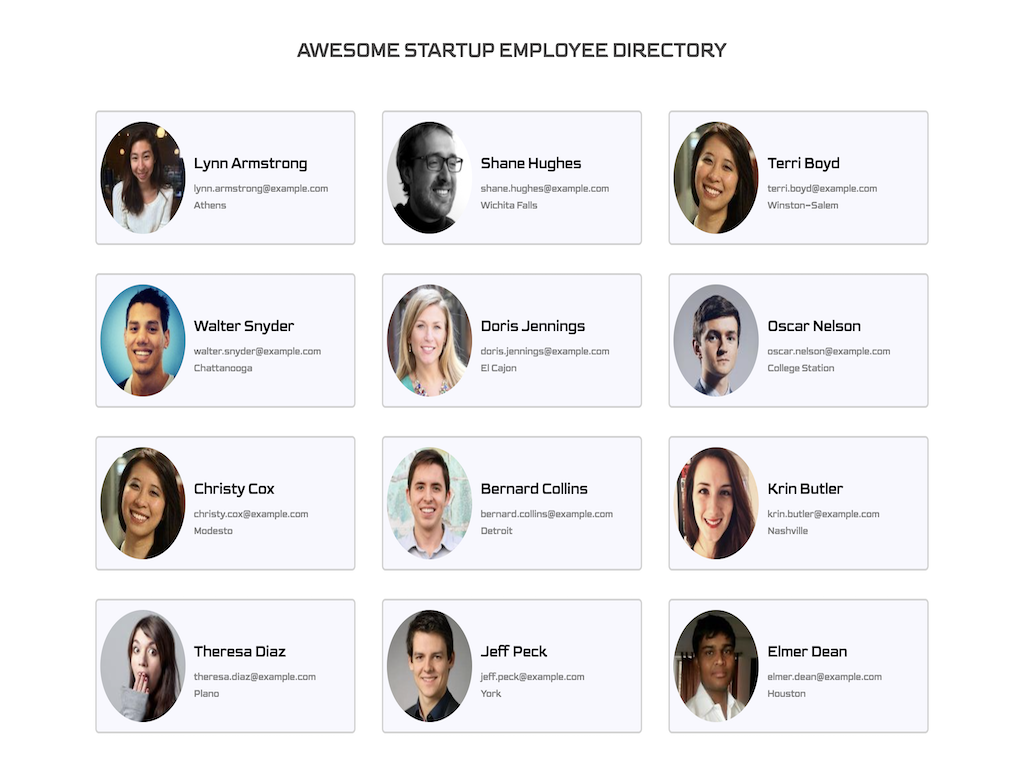 AWESOME STARTUP EMPLOYEE DIRECTORY
Lynn Armstrong
lynn.armstrong@example.com
Athens
Shane Hughes
shane.hughes@example.com
Wichita Falls
Terri Boyd
terri.boyd@example.com
Winston-Salem
Walter Snyder
walter.snyder@example.com
Chattanooga
Doris Jennings
doris.jennings@example.com
El Cajon
Oscar Nelson
oscar.nelson@example.com
College Station
Christy Cox
christy.cox@example.com
Modesto
Bernard Collins
bernard.collins@example.com
Detroit
Krin Butler
krin.butler@example.com
Nashville
Theresa Diaz
theresa.diaz@example.com
Plano
Jeff Peck
jeff.peck@example.com
York
Elmer Dean
elmer.dean@example.com
Houston